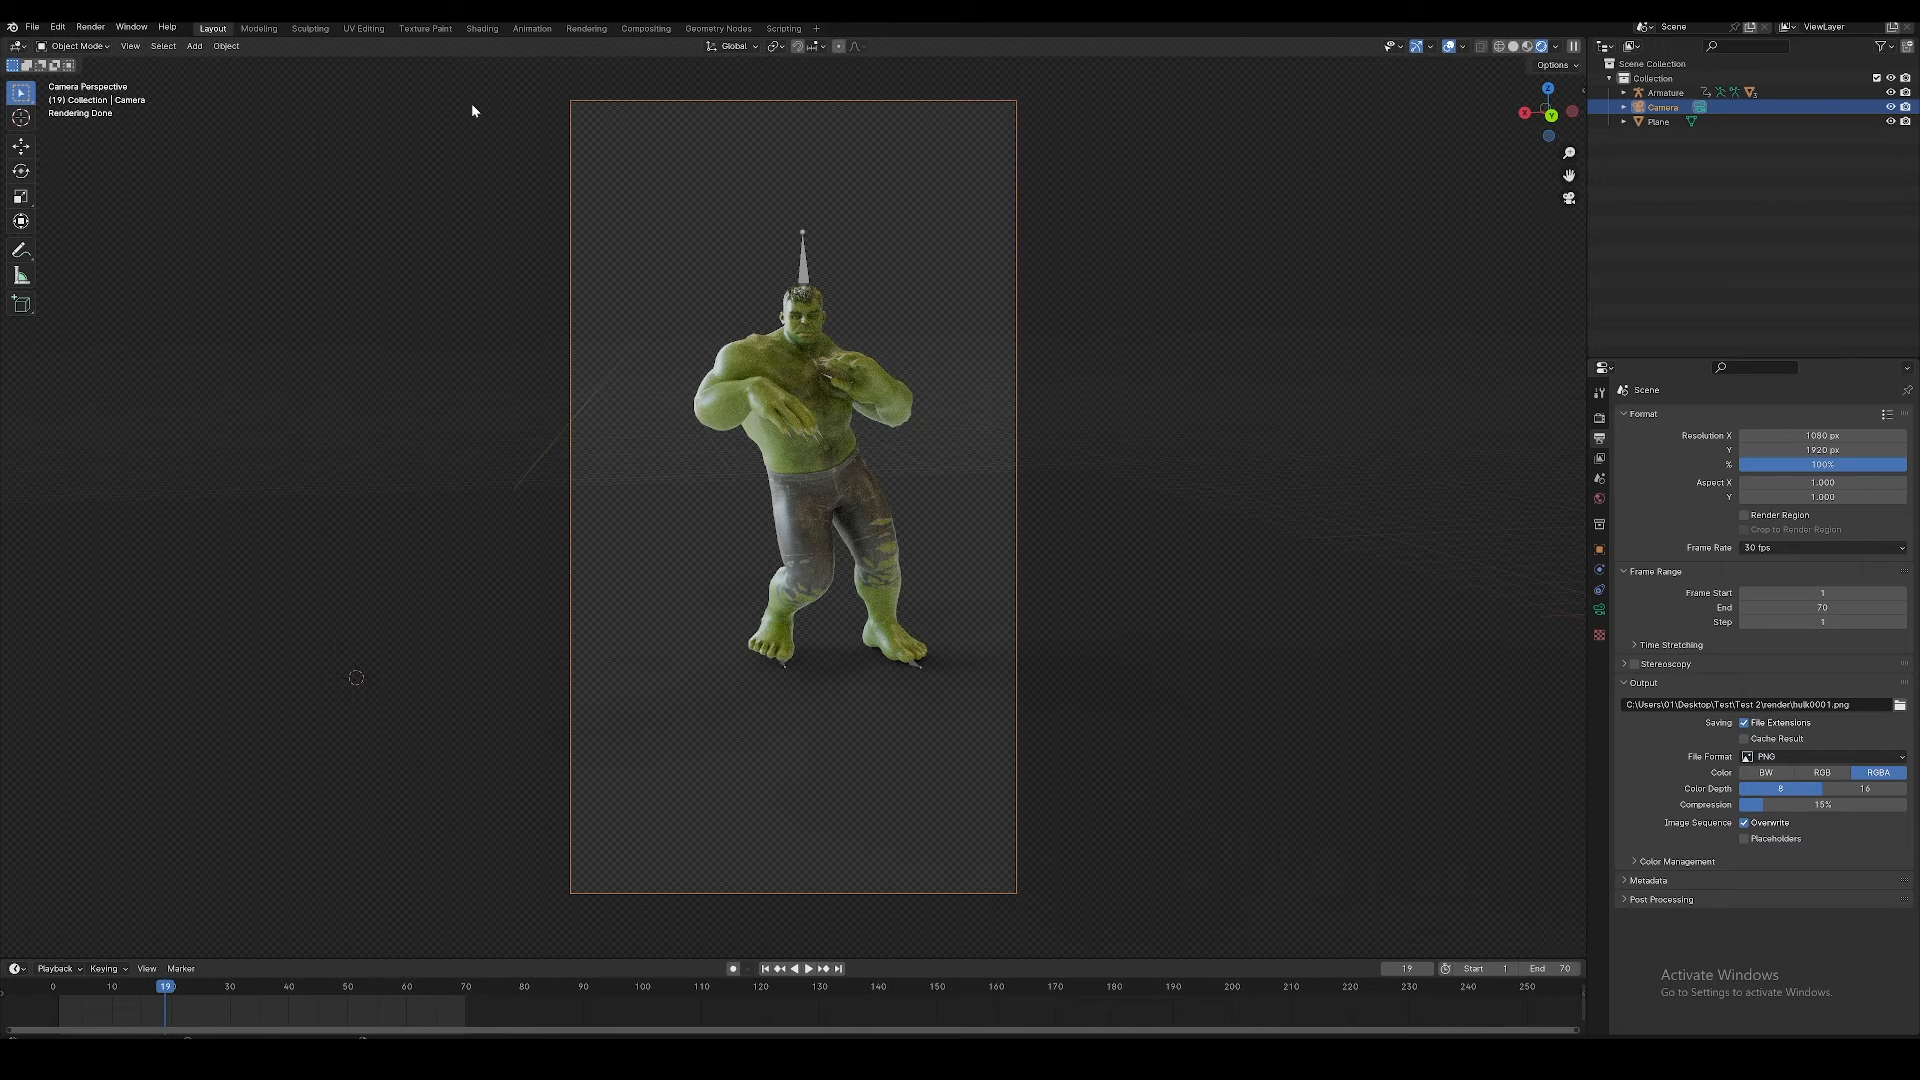 File Edit Render Window Help Layout Modeling Sculpting UV Editing Texture Paint Shading Animation Rendering Compositing Geometry Nodes Scripting + Scene ViewLayer
Object Mode View Select Add Object Global
Options
Camera Perspective
(19) Collection | Camera
Rendering Done
Z
X
Y
Scene Collection
Collection
Armature 3
Camera
Plane
Scene
Format
Resolution X 1080 px
Y 1920 px
% 100%
Aspect X 1.000
Y 1.000
Render Region
Crop to Render Region
Frame Rate 30 fps
Frame Range
Frame Start 1
End 70
Step 1
Time Stretching
Stereoscopy
Output
C:\Users\01\Desktop\Test\Test 2\render\hulk0001.png
Saving File Extensions
Cache Result
File Format PNG
Color BW RGB RGBA
Color Depth 8 16
Compression 15%
Image Sequence Overwrite
Placeholders
Color Management
Metadata
Post Processing
Activate Windows
Go to Settings to activate Windows.
Playback Keying View Marker 19 Start 1 End 70
0 10 19 30 40 50 60 70 80 90 100 110 120 130 140 150 160 170 180 190 200 210 220 230 240 250